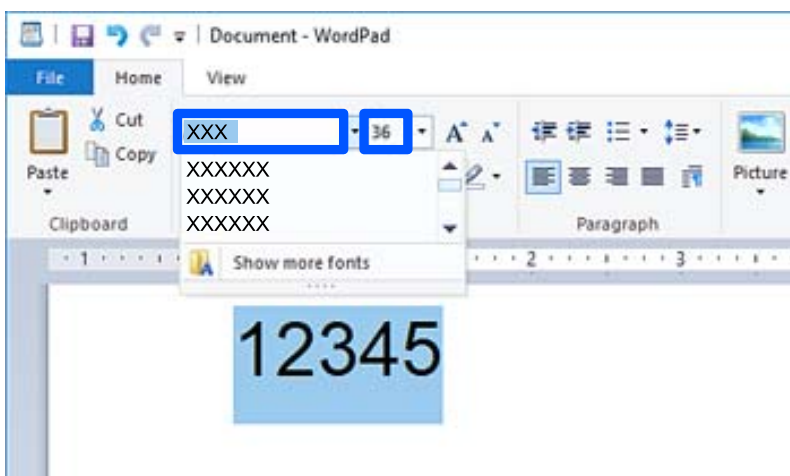 Document - WordPad
File Home View
Cut
XXX 36 A A
Copy
Paste
XXXXXX
XXXXXX
XXXXXX
Picture
Clipboard Paragraph
Show more fonts
1 2 3
12345